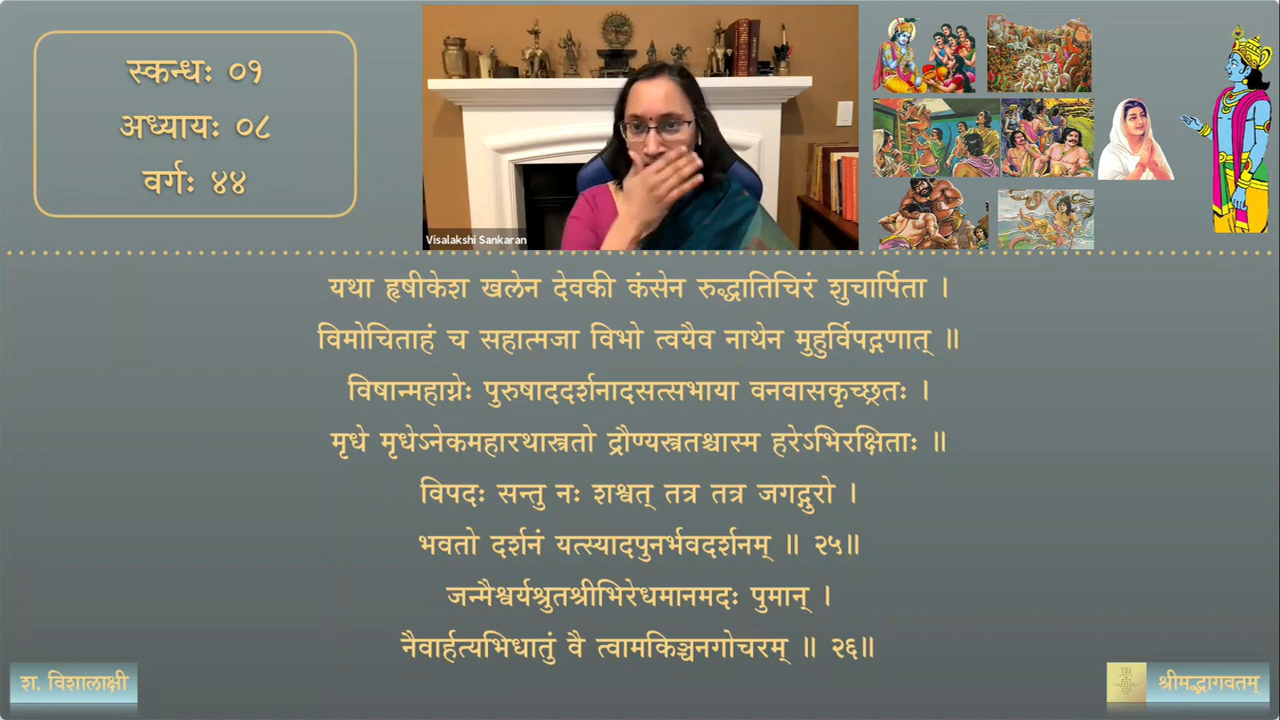 स्कन्धः ०१
अध्यायः ०८
वर्गः ४४
Visalakshi Sankaran
यथा हृषीकेश खलेन देवकी कंसेन रुद्धातिचिरं शुचार्पिता ।
विमोचिताहं च सहात्मजा विभो त्वयैव नाथेन मुहुर्विपद्गणात् ॥
विषान्महाग्नेः पुरुषाददर्शनादसत्सभाया वनवासकृच्छ्रतः ।
मृधे मृधेऽनेकमहारथास्त्रतो द्रौण्यस्त्रतश्चास्म हरेऽभिरक्षिताः ॥
विपदः सन्तु नः शश्वत् तत्र तत्र जगद्गुरो ।
भवतो दर्शनं यत्स्यादपुनर्भवदर्शनम् ॥ २५॥
जन्मैश्वर्यश्रुतश्रीभिरेधमानमदः पुमान् ।
नैवार्हत्यभिधातुं वै त्वामकिञ्चनगोचरम् ॥ २६॥
श. विशालाक्षी
श्रीमद्भागवतम्